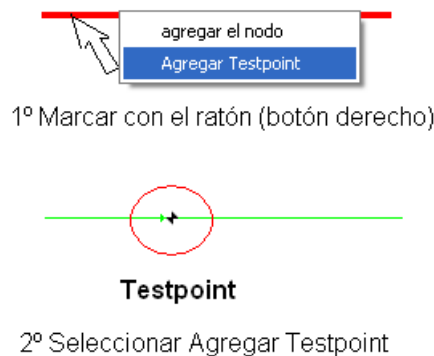 agregar el nodo
Agregar Testpoint
1º Marcar con el ratón (botón derecho)
Testpoint
2º Seleccionar Agregar Testpoint